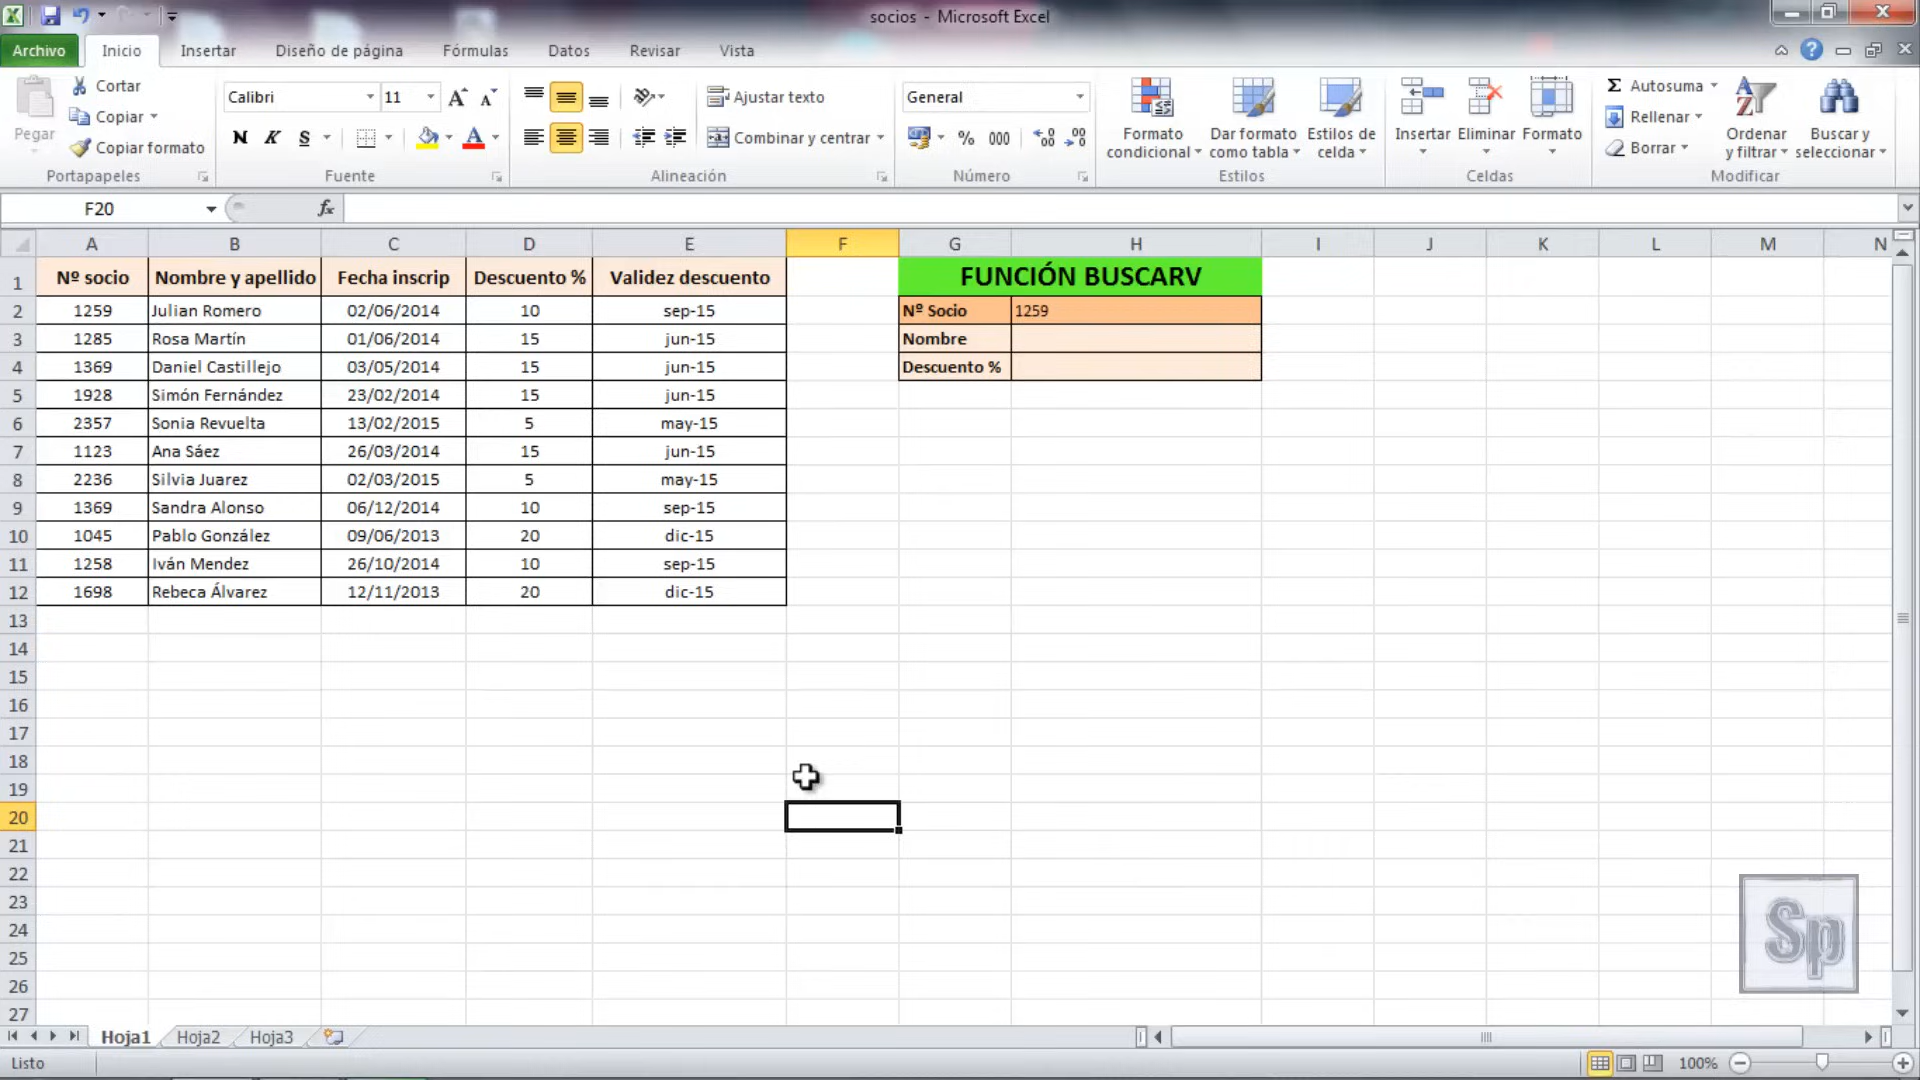 socios - Microsoft Excel
Archivo Inicio Insertar Diseño de página Fórmulas Datos Revisar Vista
Pegar
Cortar
Copiar
Copiar formato
Portapapeles
Calibri 11
N K S
Fuente
Ajustar texto
Combinar y centrar
Alineación
General
% 000
Número
Formato condicional
Dar formato como tabla
Estilos de celda
Estilos
Insertar Eliminar Formato
Celdas
Σ Autosuma
Rellenar
Borrar
Ordenar y filtrar
Buscar y seleccionar
Modificar
F20 fx
A B C D E F G H I J K L M N
1 Nº socio Nombre y apellido Fecha inscrip Descuento % Validez descuento FUNCIÓN BUSCARV
2 1259 Julian Romero 02/06/2014 10 sep-15 Nº Socio 1259
3 1285 Rosa Martín 01/06/2014 15 jun-15 Nombre
4 1369 Daniel Castillejo 03/05/2014 15 jun-15 Descuento %
5 1928 Simón Fernández 23/02/2014 15 jun-15
6 2357 Sonia Revuelta 13/02/2015 5 may-15
7 1123 Ana Sáez 26/03/2014 15 jun-15
8 2236 Silvia Juarez 02/03/2015 5 may-15
9 1369 Sandra Alonso 06/12/2014 10 sep-15
10 1045 Pablo González 09/06/2013 20 dic-15
11 1258 Iván Mendez 26/10/2014 10 sep-15
12 1698 Rebeca Álvarez 12/11/2013 20 dic-15
13
14
15
16
17
18
19
20
21
22
23
24
25
26
27
Sp
Hoja1 Hoja2 Hoja3
Listo 100%